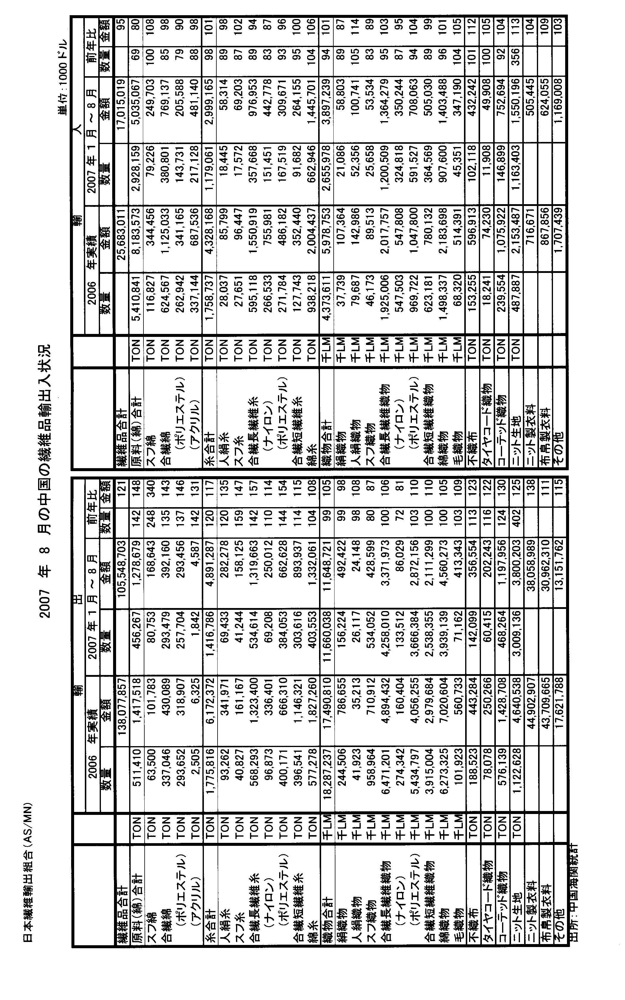 日本繊維輸出組合(AS/MN)
2007 年 8 月の中国の繊維品輸出入状況
単位:1000ドル
輸 出
2006 年実績 2007年1月～8月 前年比
数量 金額 数量 金額 数量 金額
繊維品合計 138,077,857 105,548,703 121
原料(綿)合計 TON 511,410 1,417,518 456,267 1,278,679 142 148
スフ綿 TON 63,500 101,783 80,753 168,643 248 340
合繊綿 TON 337,046 430,089 293,479 392,160 135 143
(ポリエステル) TON 293,652 318,907 257,704 293,456 137 146
(アクリル) TON 2,505 6,325 1,842 4,587 142 131
糸合計 TON 1,775,816 6,172,372 1,416,786 4,891,287 120 117
人絹糸 TON 93,262 341,971 69,433 282,278 120 135
スフ糸 TON 40,827 161,167 41,244 158,125 159 147
合繊長繊維糸 TON 568,293 1,323,400 534,614 1,319,663 142 157
(ナイロン) TON 96,873 336,401 69,208 250,012 110 114
(ポリエステル) TON 400,171 666,310 384,053 662,628 144 154
合繊短繊維糸 TON 396,541 1,146,321 303,616 893,937 114 115
綿糸 TON 577,278 1,827,260 403,553 1,332,061 104 108
織物合計 千LM 18,287,237 17,490,810 11,660,038 11,648,721 99 105
絹織物 千LM 244,506 786,655 156,224 492,422 99 98
人絹織物 千LM 41,923 35,213 26,117 24,148 98 108
スフ織物 千LM 958,964 710,912 534,052 428,599 80 87
合繊長繊維織物 千LM 6,471,201 4,894,432 4,258,010 3,371,973 100 106
(ナイロン) 千LM 274,342 160,404 133,512 86,029 72 81
(ポリエステル) 千LM 5,434,797 4,056,255 3,666,384 2,872,156 103 110
合繊短繊維織物 千LM 3,915,004 2,979,684 2,538,355 2,111,299 100 110
綿織物 千LM 6,273,325 7,020,604 3,939,139 4,560,273 100 105
毛織物 千LM 101,923 560,733 71,162 413,343 103 109
不織布 TON 188,523 443,284 142,099 356,554 113 123
タイヤコード織物 TON 78,078 250,266 60,415 202,243 116 122
コーテッド織物 TON 576,139 1,428,708 468,264 1,197,956 124 130
ニット生地 TON 1,122,628 4,640,538 3,009,136 3,800,203 402 125
ニット製衣料 44,902,907 38,058,989 138
布帛製衣料 43,709,665 30,962,310 111
その他 17,621,788 13,151,762 115
輸 入
2006 年実績 2007年1月～8月 前年比
数量 金額 数量 金額 数量 金額
繊維品合計 25,683,011 17,015,019 95
原料(綿)合計 TON 5,410,841 8,183,573 2,928,159 5,035,067 69 80
スフ綿 TON 116,827 344,456 79,226 249,703 100 108
合繊綿 TON 624,567 1,125,033 380,801 769,137 85 98
(ポリエステル) TON 262,942 341,165 143,731 205,588 79 90
(アクリル) TON 337,144 687,536 217,128 481,140 88 98
糸合計 TON 1,758,737 4,328,168 1,179,061 2,999,165 98 101
人絹糸 TON 28,037 85,799 18,445 58,314 89 98
スフ糸 TON 27,651 96,447 17,572 69,203 87 102
合繊長繊維糸 TON 595,118 1,550,919 357,668 976,953 89 94
(ナイロン) TON 266,533 755,981 151,451 442,778 83 87
(ポリエステル) TON 271,784 486,182 167,519 309,671 93 96
合繊短繊維糸 TON 127,743 352,440 91,682 264,155 95 100
綿糸 TON 938,218 2,004,437 662,946 1,445,701 104 106
織物合計 千LM 4,373,611 5,978,753 2,655,978 3,897,239 94 101
絹織物 千LM 37,739 107,364 21,086 58,803 89 87
人絹織物 千LM 79,687 142,986 52,356 100,741 105 114
スフ織物 千LM 46,173 89,513 25,658 53,534 83 89
合繊長繊維織物 千LM 1,925,006 2,017,757 1,200,509 1,364,279 95 103
(ナイロン) 千LM 547,503 547,808 324,818 350,244 87 95
(ポリエステル) 千LM 969,722 1,047,800 591,527 708,063 94 104
合繊短繊維織物 千LM 623,181 780,132 364,569 505,030 89 99
綿織物 千LM 1,498,337 2,183,698 907,600 1,403,488 96 101
毛織物 千LM 68,320 514,391 45,351 347,190 104 105
不織布 TON 153,255 596,913 102,118 432,242 101 112
タイヤコード織物 TON 18,241 74,230 11,908 49,908 100 105
コーテッド織物 TON 239,554 1,075,922 146,899 752,694 92 104
ニット生地 TON 487,887 2,153,487 1,163,403 1,550,196 356 113
ニット製衣料 716,671 505,445 104
布帛製衣料 867,856 624,055 109
その他 1,707,439 1,169,008 103
出所:中国海関統計